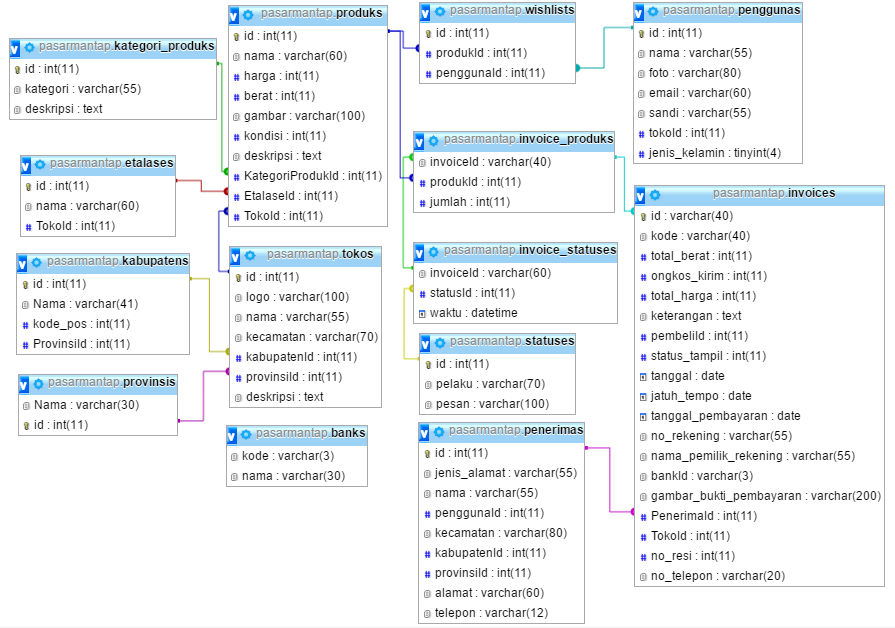 pasarmantap.kategori_produks
id : int(11)
kategori : varchar(55)
deskripsi : text
pasarmantap.etalases
id : int(11)
nama : varchar(60)
TokoId : int(11)
pasarmantap.kabupatens
id : int(11)
Nama : varchar(41)
kode_pos : int(11)
ProvinsiId : int(11)
pasarmantap.provinsis
Nama : varchar(30)
id : int(11)
pasarmantap.produks
id : int(11)
nama : varchar(60)
harga : int(11)
berat : int(11)
gambar : varchar(100)
kondisi : int(11)
deskripsi : text
KategoriProdukId : int(11)
EtalaseId : int(11)
TokoId : int(11)
pasarmantap.tokos
id : int(11)
logo : varchar(100)
nama : varchar(55)
kecamatan : varchar(70)
kabupatenId : int(11)
provinsiId : int(11)
deskripsi : text
pasarmantap.banks
kode : varchar(3)
nama : varchar(30)
pasarmantap.wishlists
id : int(11)
produkId : int(11)
penggunaId : int(11)
pasarmantap.invoice_produks
invoiceId : varchar(40)
produkId : int(11)
jumlah : int(11)
pasarmantap.invoice_statuses
invoiceId : varchar(60)
statusId : int(11)
waktu : datetime
pasarmantap.statuses
id : int(11)
pelaku : varchar(70)
pesan : varchar(100)
pasarmantap.penerimas
id : int(11)
jenis_alamat : varchar(55)
nama : varchar(55)
penggunaId : int(11)
kecamatan : varchar(80)
kabupatenId : int(11)
provinsiId : int(11)
alamat : varchar(60)
telepon : varchar(12)
pasarmantap.penggunas
id : int(11)
nama : varchar(55)
foto : varchar(80)
email : varchar(60)
sandi : varchar(55)
tokoId : int(11)
jenis_kelamin : tinyint(4)
pasarmantap.invoices
id : varchar(40)
kode : varchar(40)
total_berat : int(11)
ongkos_kirim : int(11)
total_harga : int(11)
keterangan : text
pembeliId : int(11)
status_tampil : int(11)
tanggal : date
jatuh_tempo : date
tanggal_pembayaran : date
no_rekening : varchar(55)
nama_pemilik_rekening : varchar(55)
bankId : varchar(3)
gambar_bukti_pembayaran : varchar(200)
PenerimaId : int(11)
TokoId : int(11)
no_resi : int(11)
no_telepon : varchar(20)